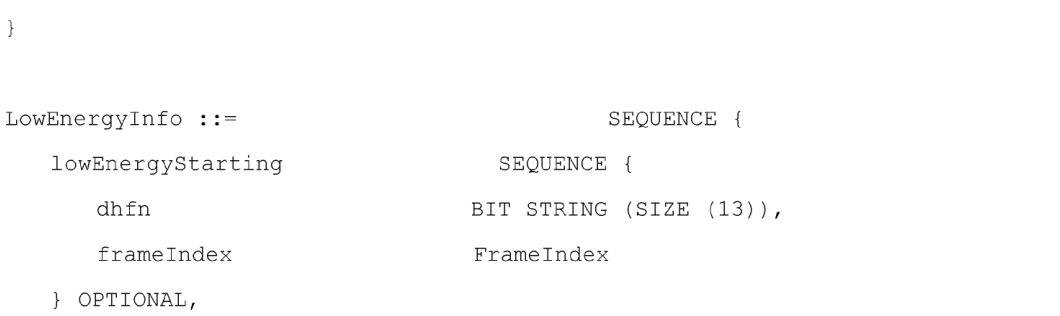 }
LowEnergyInfo ::= SEQUENCE {
lowEnergyStarting SEQUENCE {
dhfn BIT STRING (SIZE (13)),
frameIndex FrameIndex
} OPTIONAL,